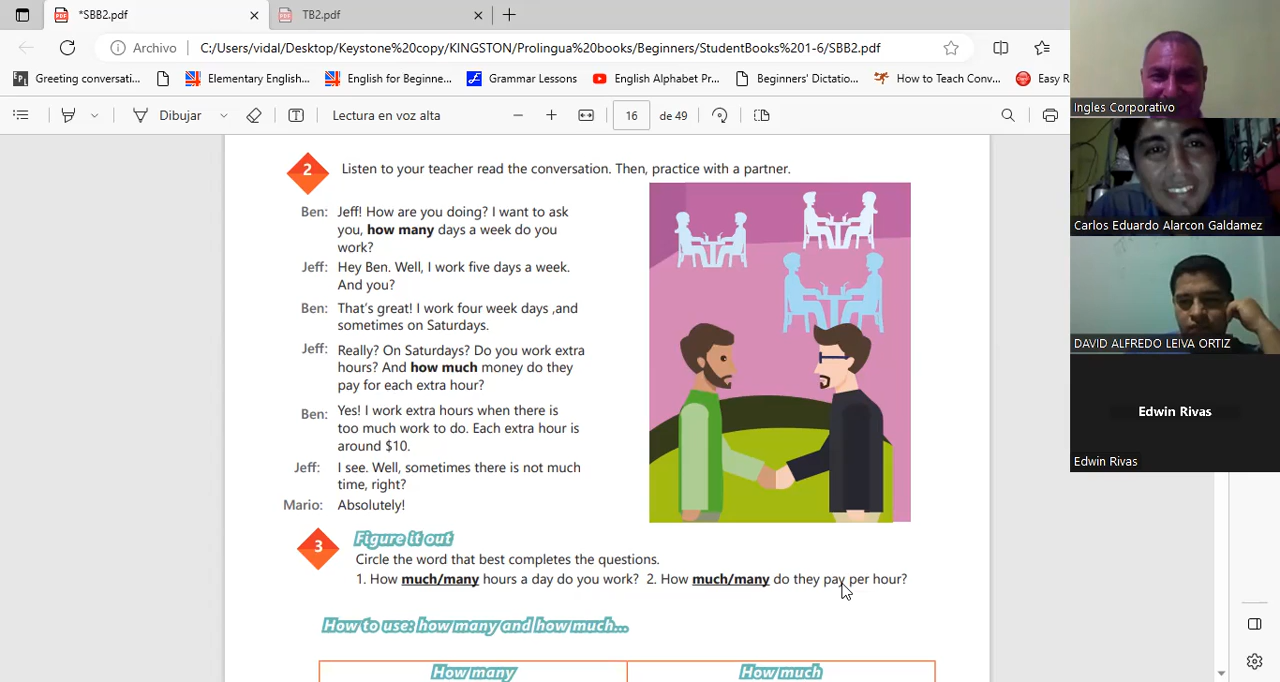 *SBB2.pdf
TB2.pdf
Archivo C:/Users/vidal/Desktop/Keystone%20copy/KINGSTON/Prolingua%20books/Beginners/StudentBooks%201-6/SBB2.pdf
Greeting conversati... Elementary English... English for Beginne... Grammar Lessons English Alphabet Pr... Beginners' Dictatio... How to Teach Conv... Easy R
Dibujar Lectura en voz alta 16 de 49
2 Listen to your teacher read the conversation. Then, practice with a partner.
Ben: Jeff! How are you doing? I want to ask
you, how many days a week do you
work?
Jeff: Hey Ben. Well, I work five days a week.
And you?
Ben: That's great! I work four week days ,and
sometimes on Saturdays.
Jeff: Really? On Saturdays? Do you work extra
hours? And how much money do they
pay for each extra hour?
Ben: Yes! I work extra hours when there is
too much work to do. Each extra hour is
around $10.
Jeff: I see. Well, sometimes there is not much
time, right?
Mario: Absolutely!
3 Figure it out
Circle the word that best completes the questions.
1. How much/many hours a day do you work? 2. How much/many do they pay per hour?
How to use: how many and how much...
How many How much
Ingles Corporativo
Carlos Eduardo Alarcon Galdamez
DAVID ALFREDO LEIVA ORTIZ
Edwin Rivas
Edwin Rivas